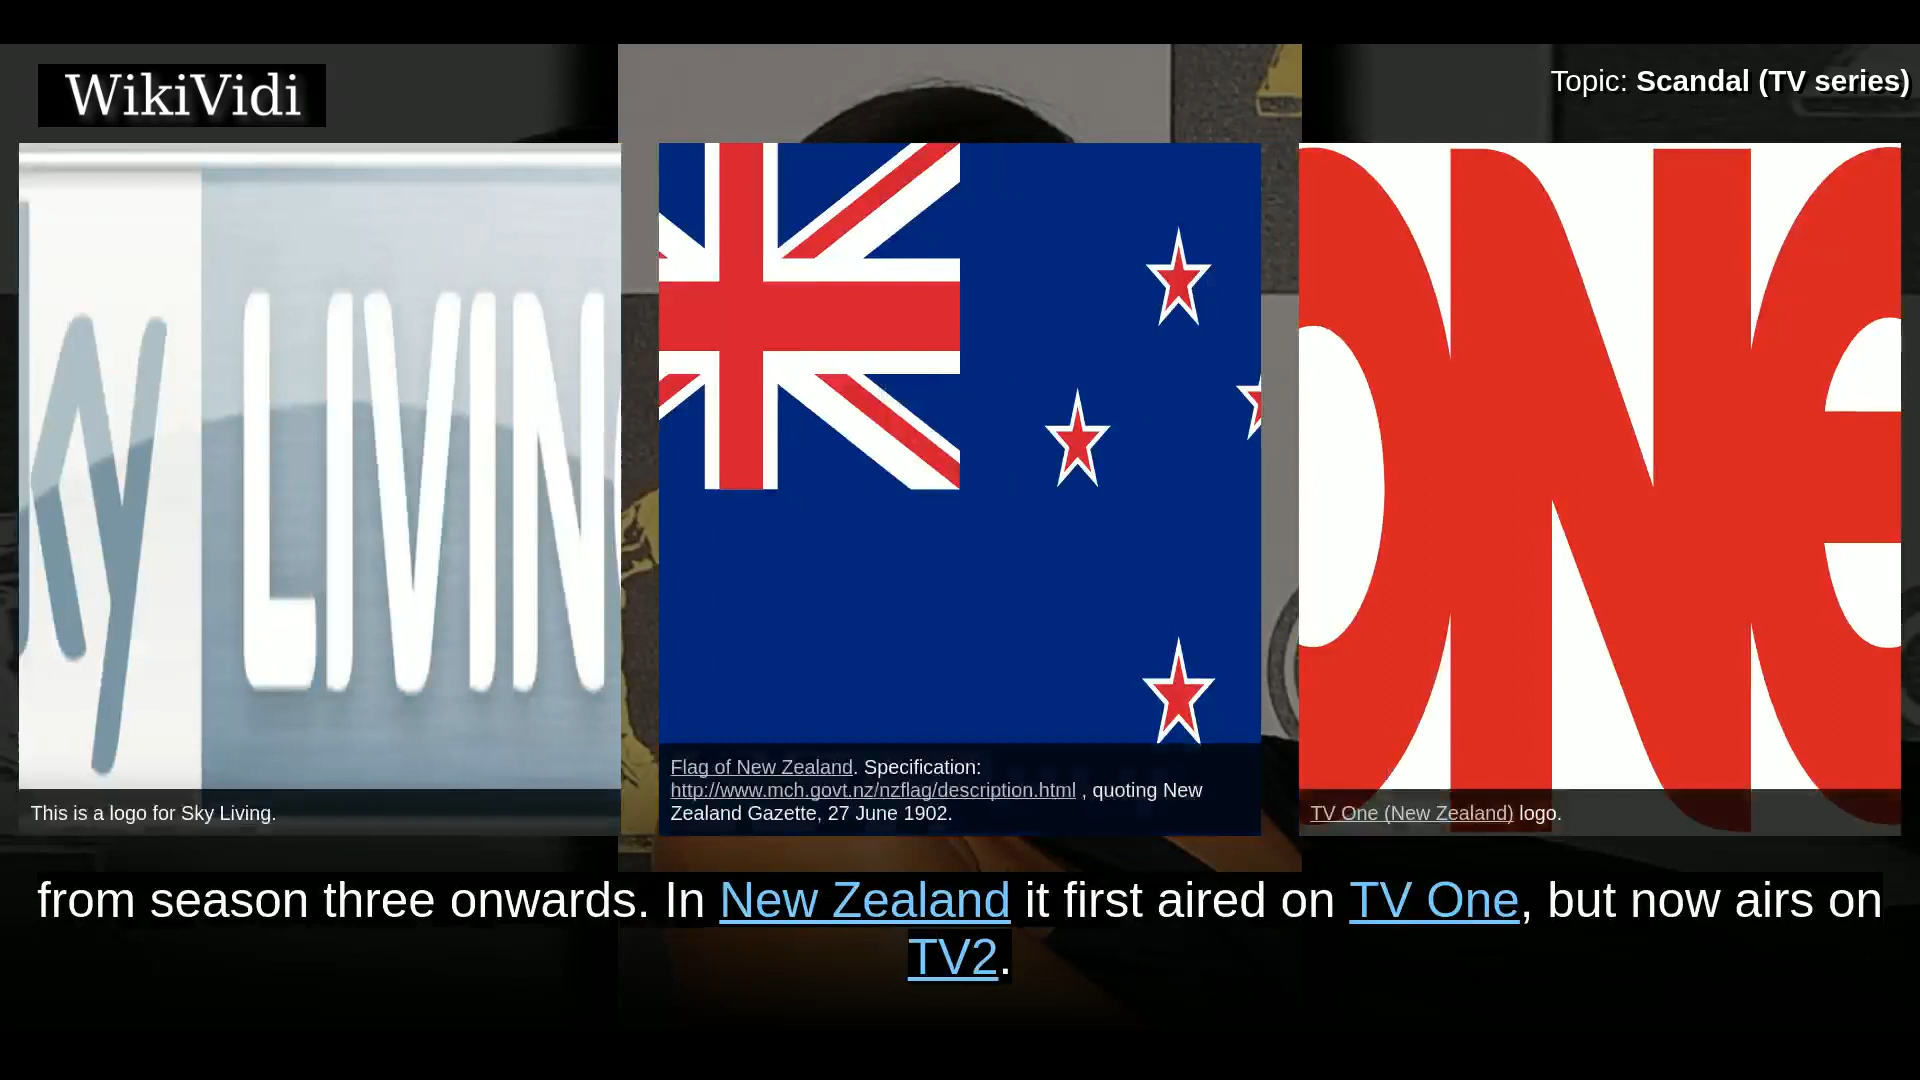 WikiVidi
Topic: Scandal (TV series)
ky LIVIN
ONE
This is a logo for Sky Living.
Flag of New Zealand. Specification:
http://www.mch.govt.nz/nzflag/description.html , quoting New
Zealand Gazette, 27 June 1902.
TV One (New Zealand) logo.
from season three onwards. In New Zealand it first aired on TV One, but now airs on
TV2.